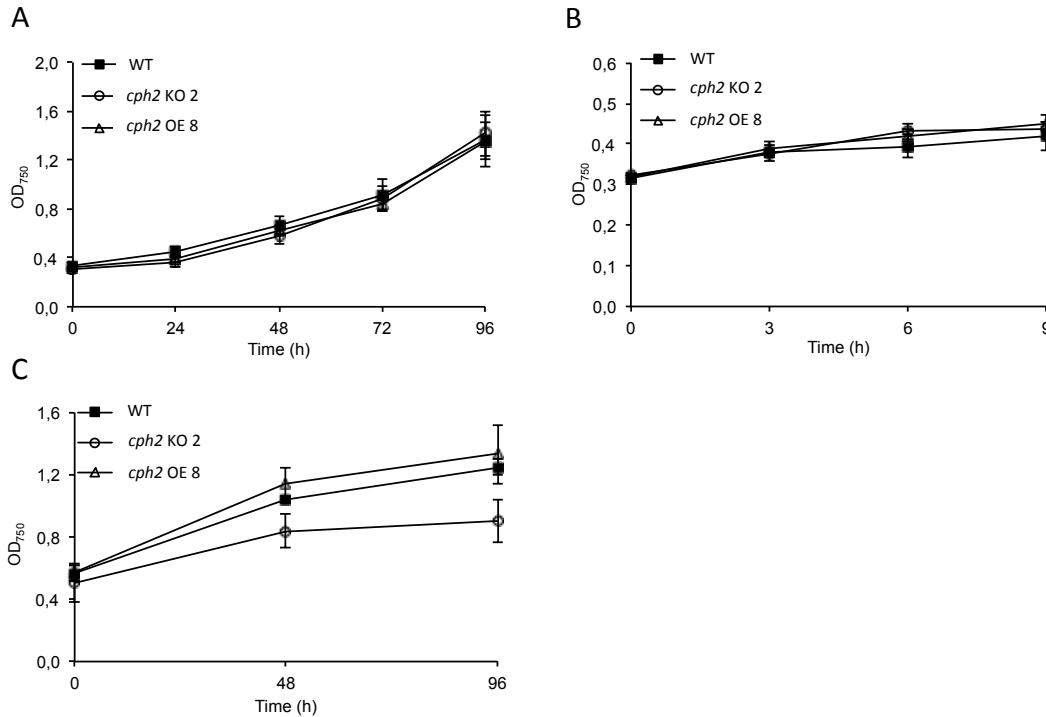 A
2,0
1,6
1,2
0,8
0,4
0,0
OD750
WT
cph2 KO 2
cph2 OE 8
0 24 48 72 96
Time (h)
B
0,6
0,5
0,4
0,3
0,2
0,1
0,0
OD750
WT
cph2 KO 2
cph2 OE 8
0 3 6 9
Time (h)
C
1,6
1,2
0,8
0,4
0,0
OD750
WT
cph2 KO 2
cph2 OE 8
0 48 96
Time (h)